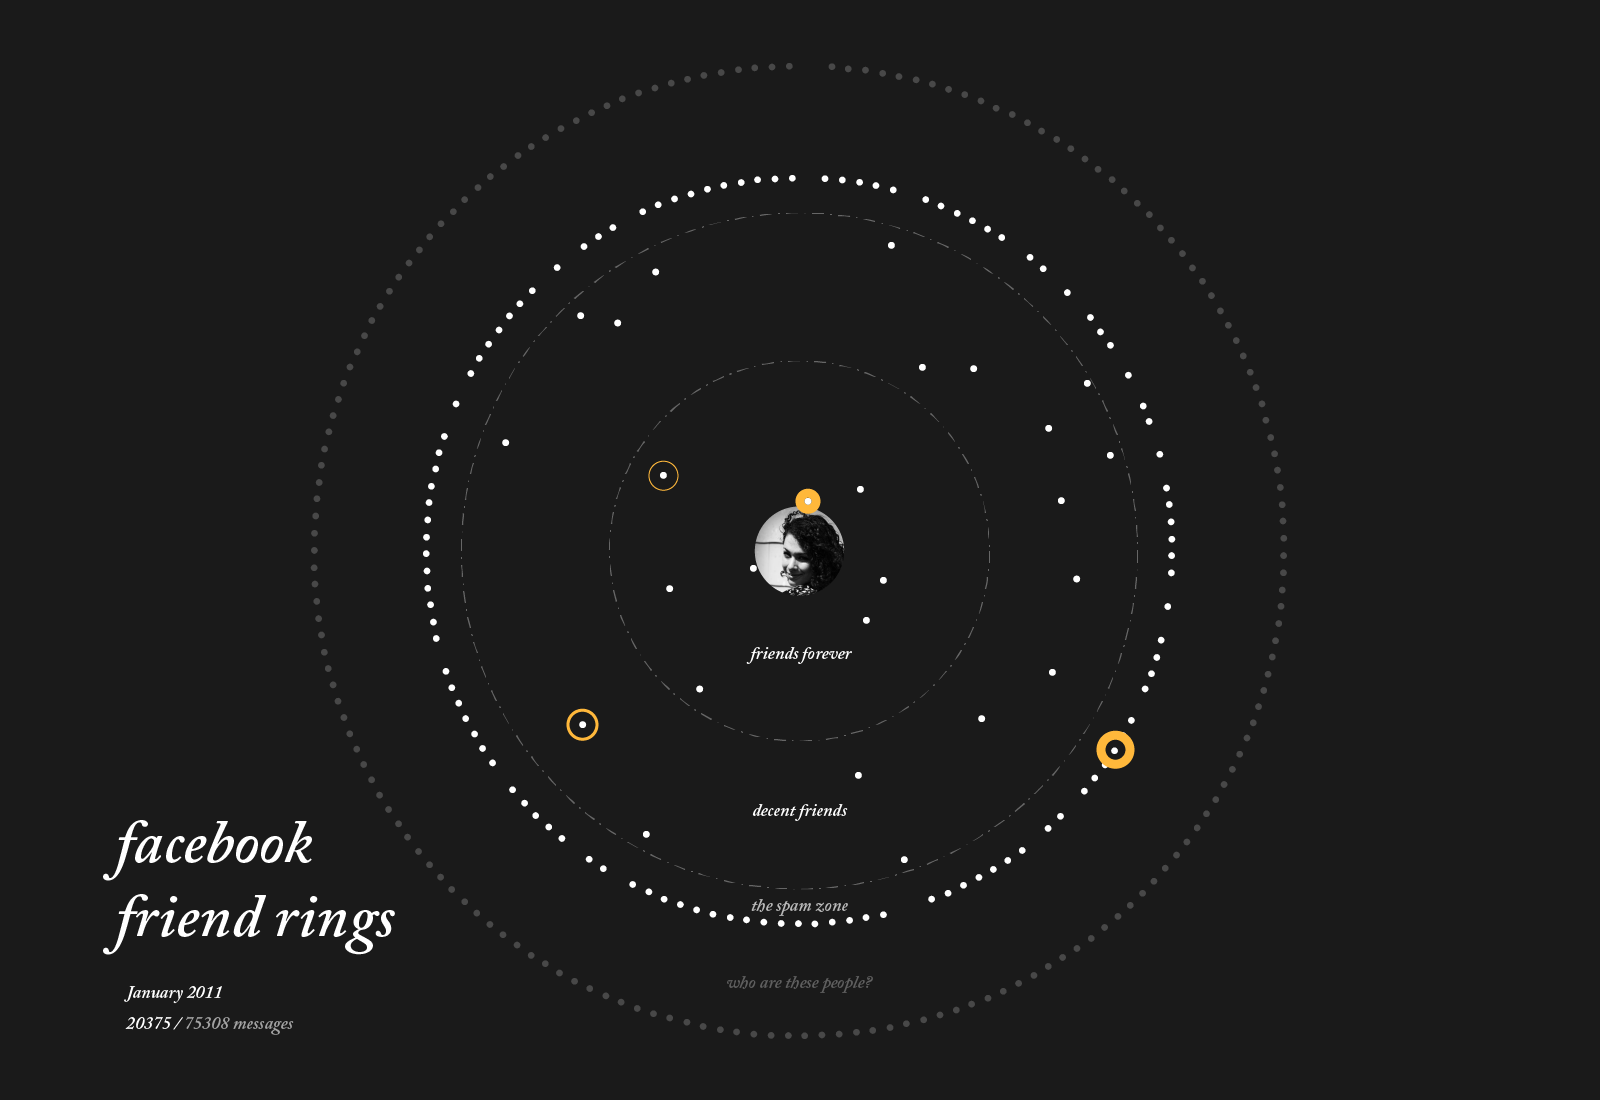 friends forever
decent friends
the spam zone
who are these people?
facebook
friend rings
January 2011
20375 / 75308 messages